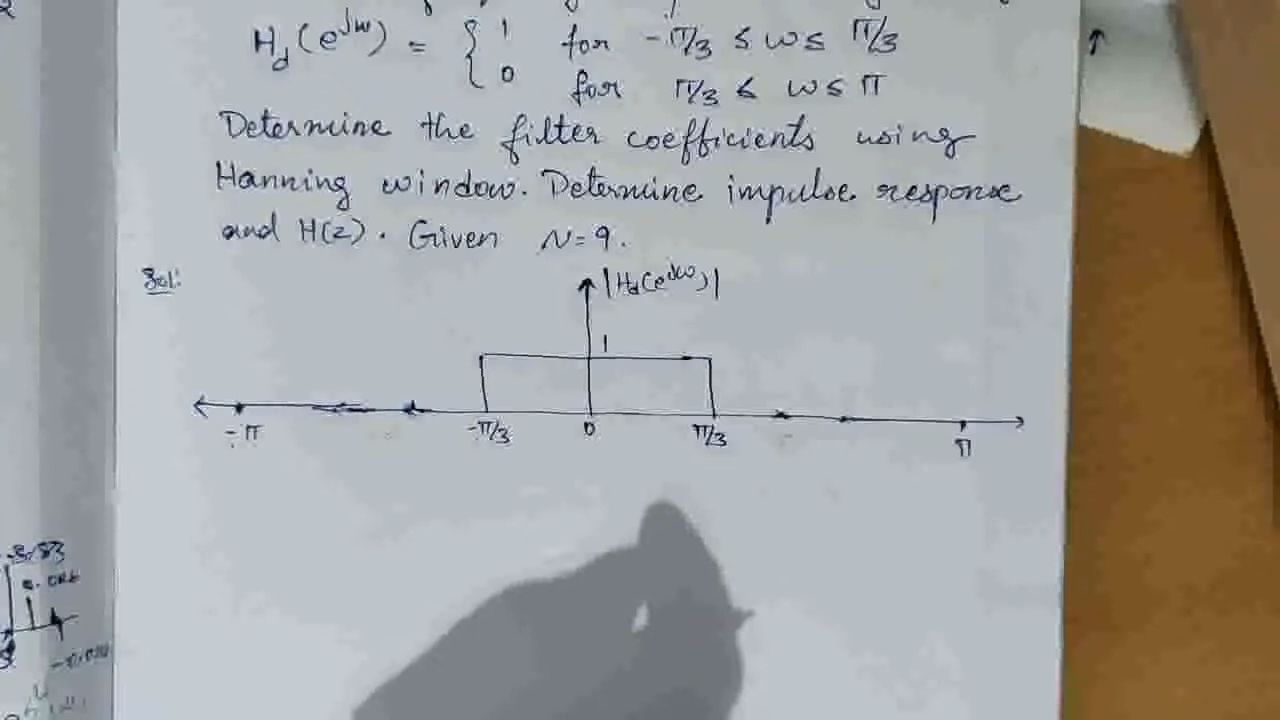 H_d(e^{jω}) = { 1 for -π/3 ≤ ω ≤ π/3
0 for π/3 ≤ ω ≤ π
Determine the filter coefficients using
Hanning window. Determine impulse response
and H(z). Given N=9.
Sol:
|H_d(e^{jω})|
1
-π -π/3 0 π/3 π